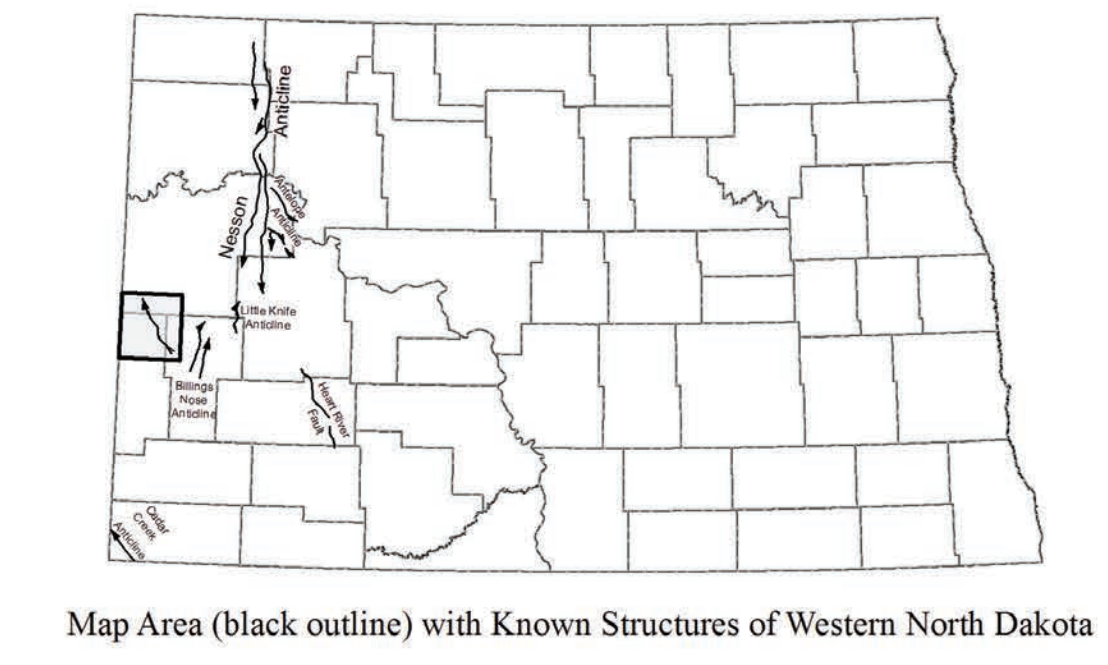 Anticline
Nesson
Antelope
Anticline
Little Knife
Anticline
Billings
Nose
Anticline
Heart River
Fault
Cedar
Creek
Anticline
Map Area (black outline) with Known Structures of Western North Dakota